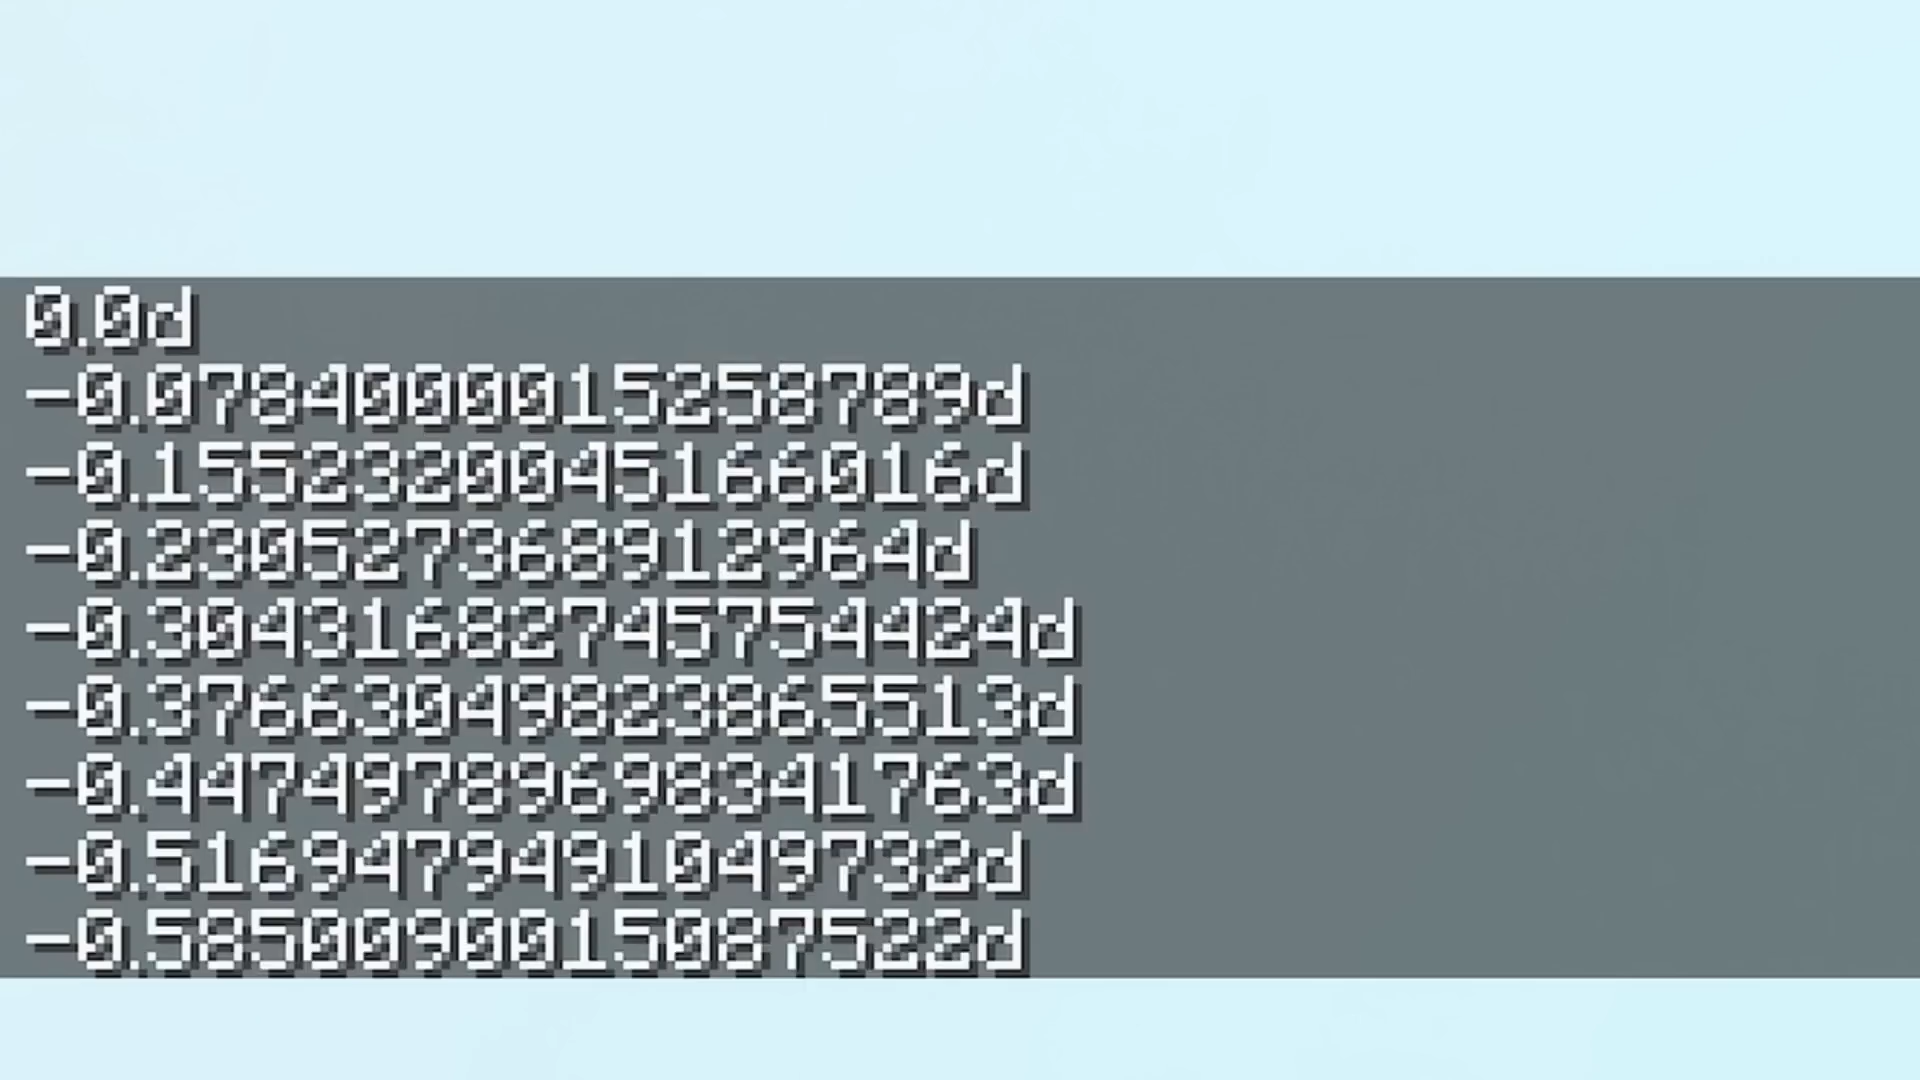 0.0d
-0.0784000015258789d
-0.1552320045166016d
-0.230527368912964d
-0.30431682745754424d
-0.37663049823865513d
-0.44749789698341763d
-0.5169479491049732d
-0.5850090015087522d